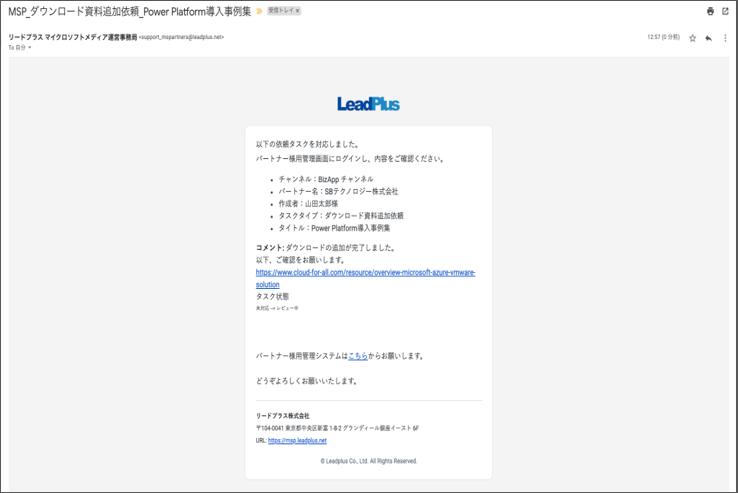 MSP_ダウンロード資料追加依頼_Power Platform導入事例集
受信トレイ ×
リードプラス マイクロソフトメディア運営事務局 <support_mspartners@leadplus.net>
12:57 (0 分前)
To 自分
LeadPlus
以下の依頼タスクを対応しました。
パートナー様用管理画面にログインし、内容をご確認ください。
• チャンネル：BizApp チャンネル
• パートナー名：SBテクノロジー株式会社
• 作成者：山田太郎様
• タスクタイプ：ダウンロード資料追加依頼
• タイトル：Power Platform導入事例集
コメント: ダウンロードの追加が完了しました。
以下、ご確認をお願いします。
https://www.cloud-for-all.com/resource/overview-microsoft-azure-vmware-
solution
タスク状態
未対応 → レビュー中
パートナー様用管理システムはこちらからお願いします。
どうぞよろしくお願いいたします。
リードプラス株式会社
〒104-0041 東京都中央区新富 1-8-2 グランディール銀座イースト 6F
URL: https://msp.leadplus.net
© Leadplus Co., Ltd. All Rights Reserved.